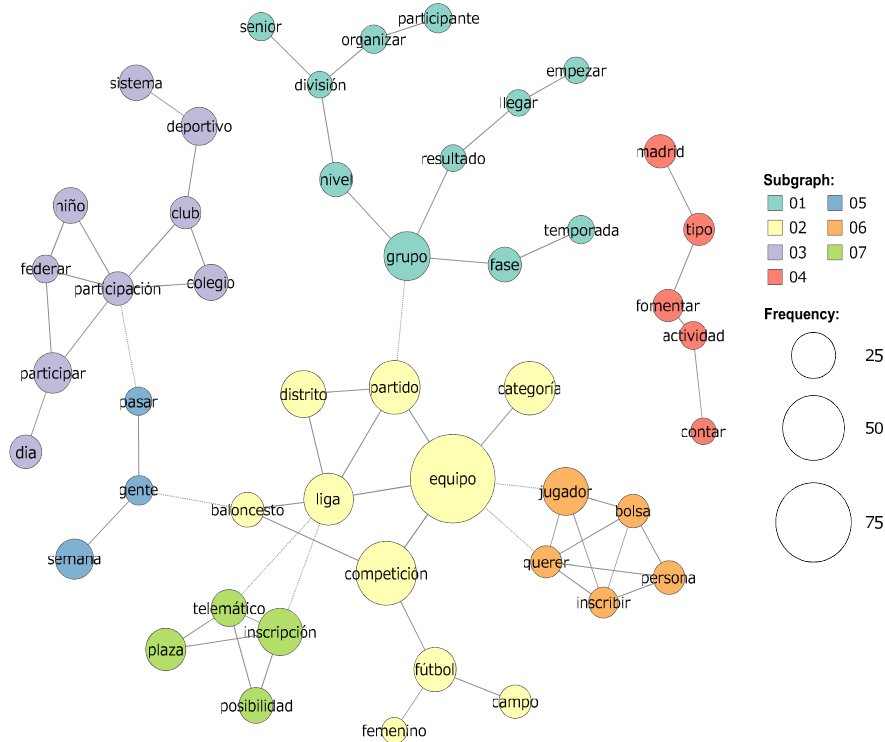 senior
participante
organizar
sistema
división
empezar
llegar
deportivo
madrid
resultado
nivel
Subgraph:
01 05
02 06
03 07
04
niño
club
tipo
temporada
grupo
fase
federar
participación
colegio
fomentar
Frequency:
actividad
25
participar
distrito
partido
categoría
pasar
50
contar
dia
equipo
gente
liga
jugador
baloncesto
bolsa
75
semana
competición
querer
persona
inscribir
telemático
inscripción
plaza
fútbol
posibilidad
campo
femenino